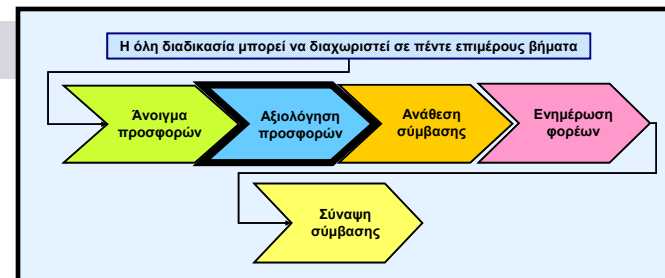 Η όλη διαδικασία μπορεί να διαχωριστεί σε πέντε επιμέρους βήματα
Άνοιγμα
προσφορών
Αξιολόγηση
προσφορών
Ανάθεση
σύμβασης
Ενημέρωση
φορέων
Σύναψη
σύμβασης